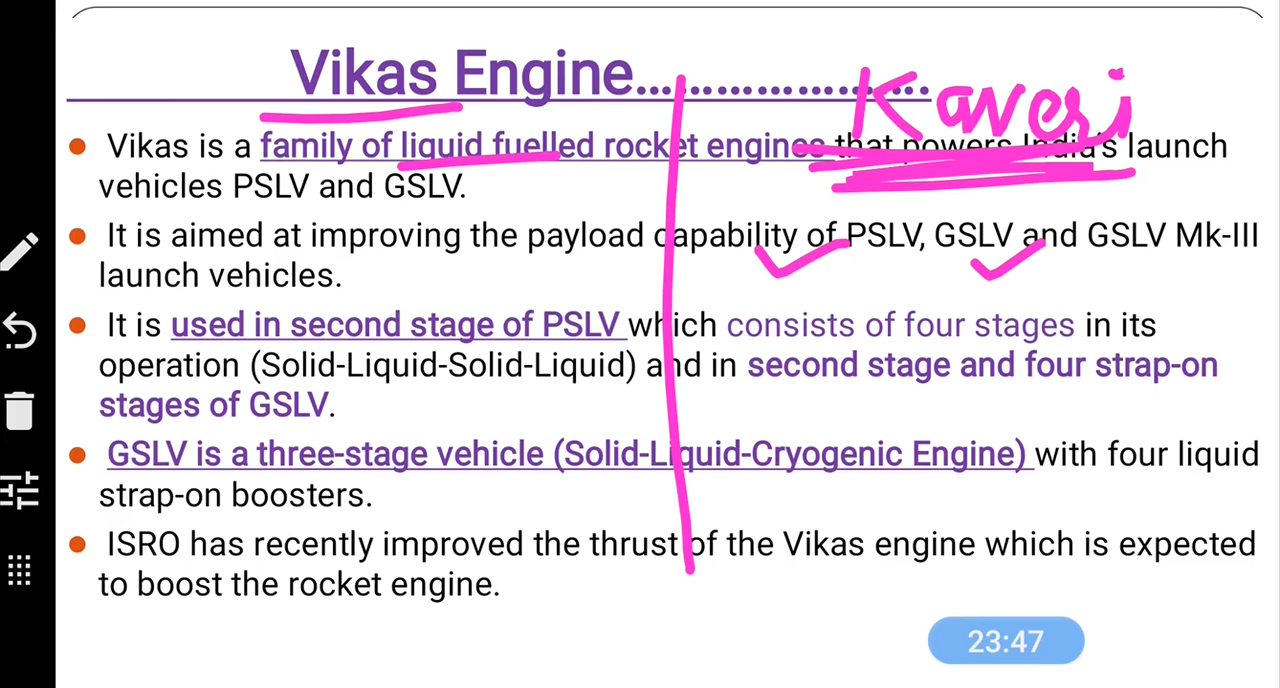 Vikas Engine........................
Kaveri
• Vikas is a family of liquid fuelled rocket engines that powers India's launch
vehicles PSLV and GSLV.
• It is aimed at improving the payload capability of PSLV, GSLV and GSLV Mk-III
launch vehicles.
• It is used in second stage of PSLV which consists of four stages in its
operation (Solid-Liquid-Solid-Liquid) and in second stage and four strap-on
stages of GSLV.
• GSLV is a three-stage vehicle (Solid-Liquid-Cryogenic Engine) with four liquid
strap-on boosters.
• ISRO has recently improved the thrust of the Vikas engine which is expected
to boost the rocket engine.
23:47